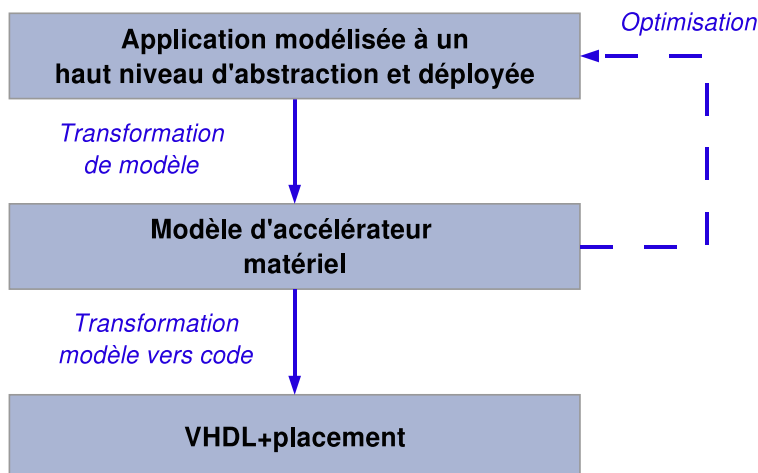 Optimisation
Application modélisée à un
haut niveau d'abstraction et déployée
Transformation
de modèle
Modèle d'accélérateur
matériel
Transformation
modèle vers code
VHDL+placement